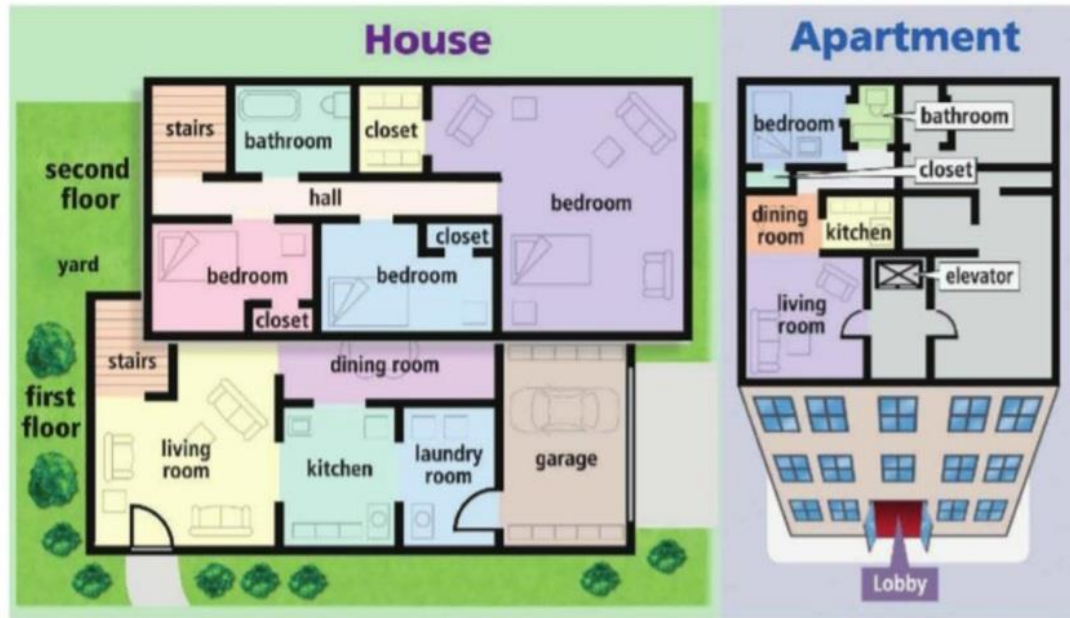 House
stairs
bathroom
closet
second
floor
hall
bedroom
closet
yard
bedroom
bedroom
closet
stairs
dining room
first
floor
living
room
kitchen
laundry
room
garage
Apartment
bedroom
bathroom
closet
dining
room
kitchen
elevator
living
room
Lobby